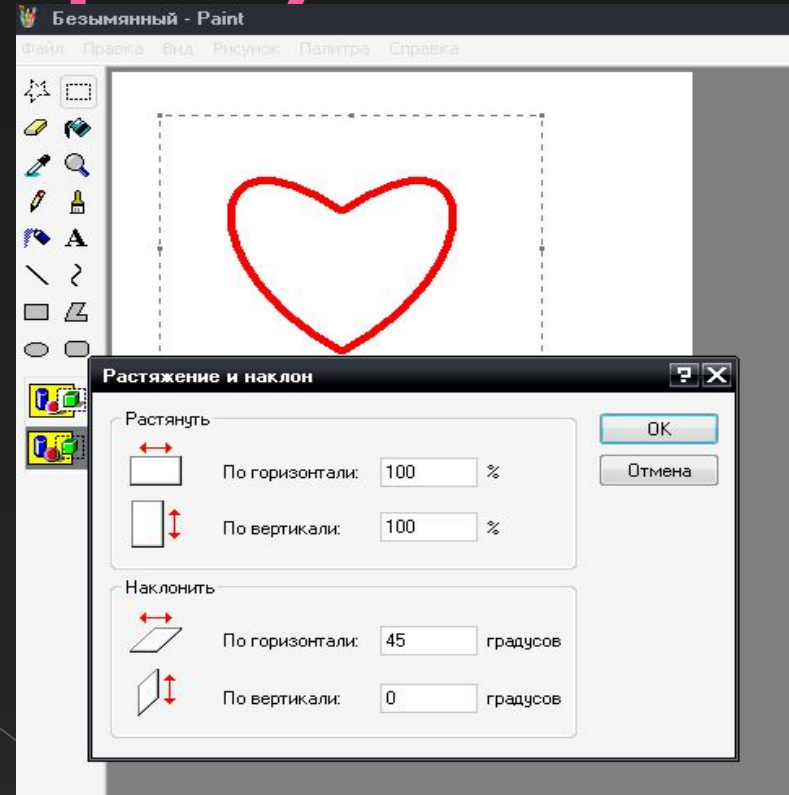 Безымянный - Paint
Файл Правка Вид Рисунок Палитра Справка
A
Растяжение и наклон
Растянуть
По горизонтали: 100 %
По вертикали: 100 %
OK
Отмена
Наклонить
По горизонтали: 45 градусов
По вертикали: 0 градусов